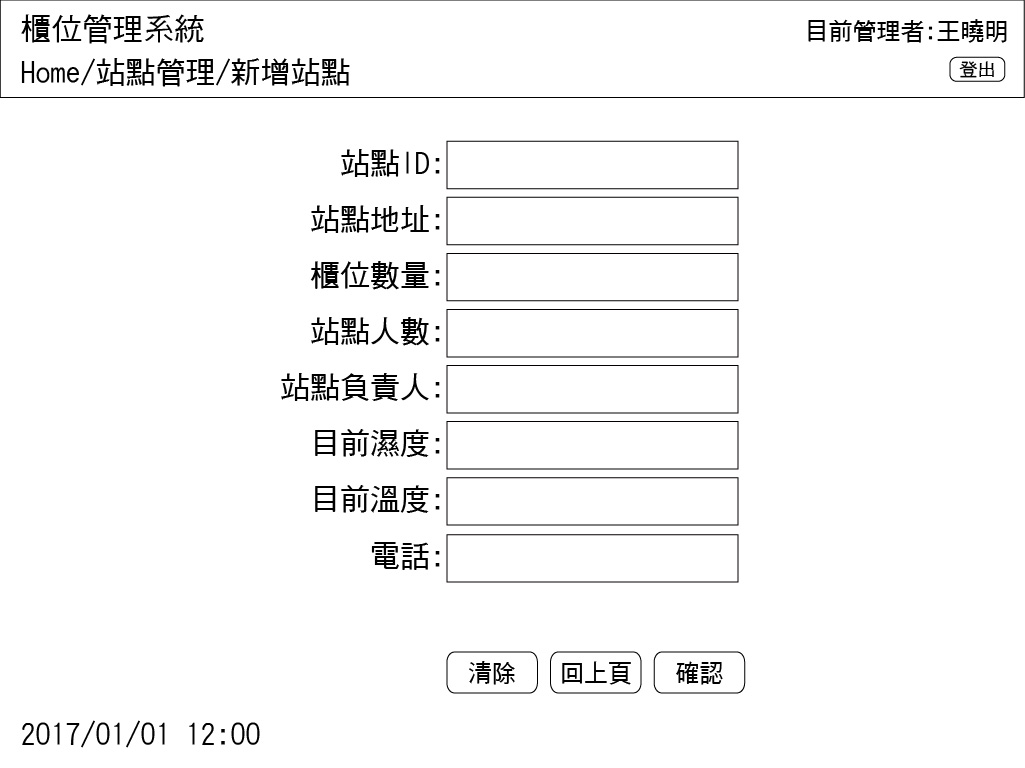 櫃位管理系統
目前管理者:王曉明
Home/站點管理/新增站點
登出
站點ID:
站點地址:
櫃位數量:
站點人數:
站點負責人:
目前濕度:
目前溫度:
電話:
清除 回上頁 確認
2017/01/01 12:00